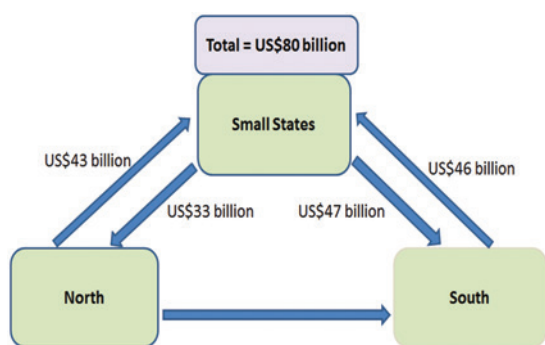 Total = US$80 billion
Small States
US$43 billion
US$46 billion
US$33 billion
US$47 billion
North
South